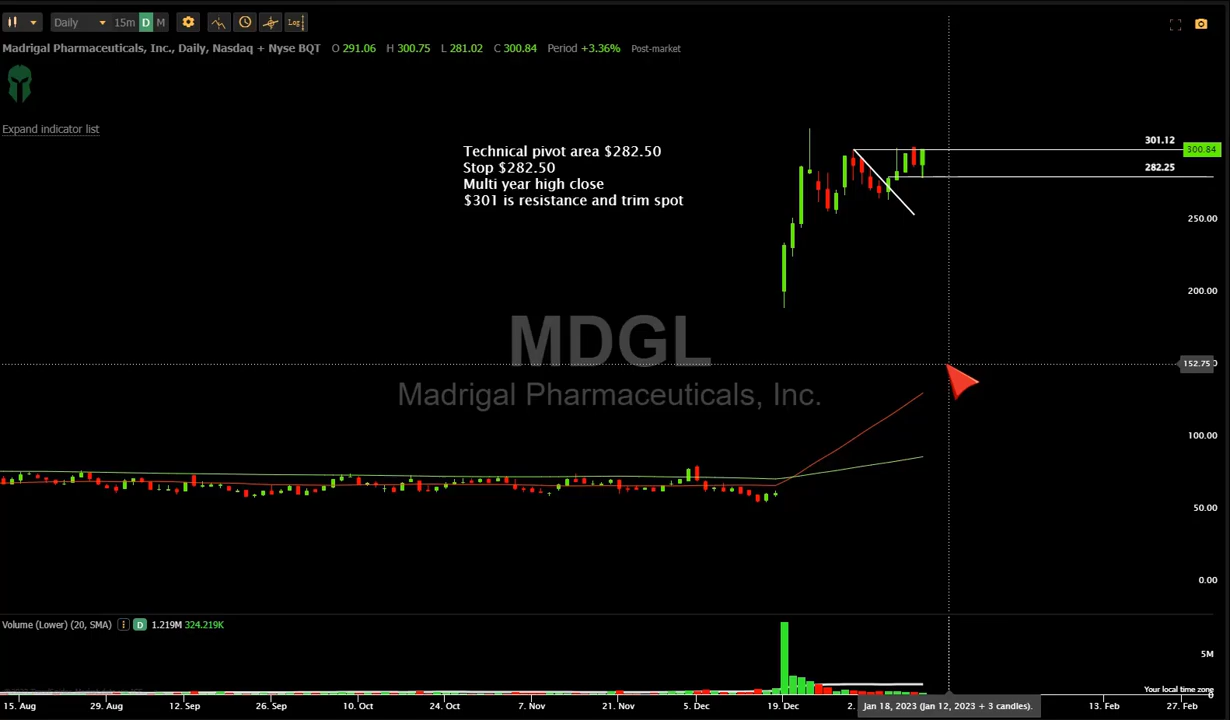 Daily 15m D M Log
Madrigal Pharmaceuticals, Inc., Daily, Nasdaq + Nyse BQT O 291.06 H 300.75 L 281.02 C 300.84 Period +3.36% Post-market
Expand indicator list
Technical pivot area $282.50
Stop $282.50
Multi year high close
$301 is resistance and trim spot
301.12
300.84
282.25
250.00
200.00
MDGL
Madrigal Pharmaceuticals, Inc.
152.75
100.00
50.00
0.00
Volume (Lower) (20, SMA) D 1.219M 324.219K
5M
0
Your local time zone
15. Aug 29. Aug 12. Sep 26. Sep 10. Oct 24. Oct 7. Nov 21. Nov 5. Dec 19. Dec 2. Jan 18, 2023 (Jan 12, 2023 + 3 candles). 13. Feb 27. Feb